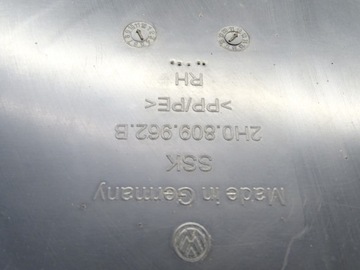 Made in Germany
SSK
2H0.809.962.B
>PP/PE<
RH